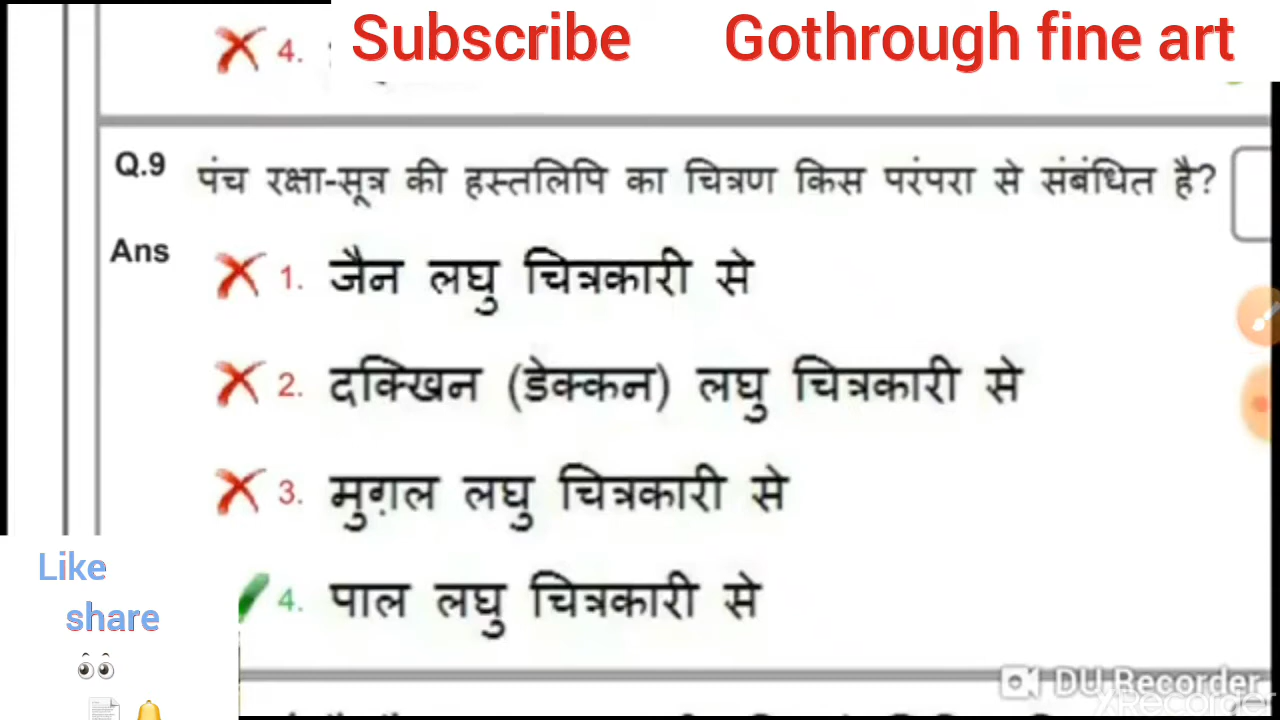 Subscribe Gothrough fine art
4.
Q.9 पंच रक्षा-सूत्र की हस्तलिपि का चित्रण किस परंपरा से संबंधित है?
Ans
1. जैन लघु चित्रकारी से
2. दक्खिन (डेक्कन) लघु चित्रकारी से
3. मुग़ल लघु चित्रकारी से
4. पाल लघु चित्रकारी से
Like
share
DU Recorder
XRecorder